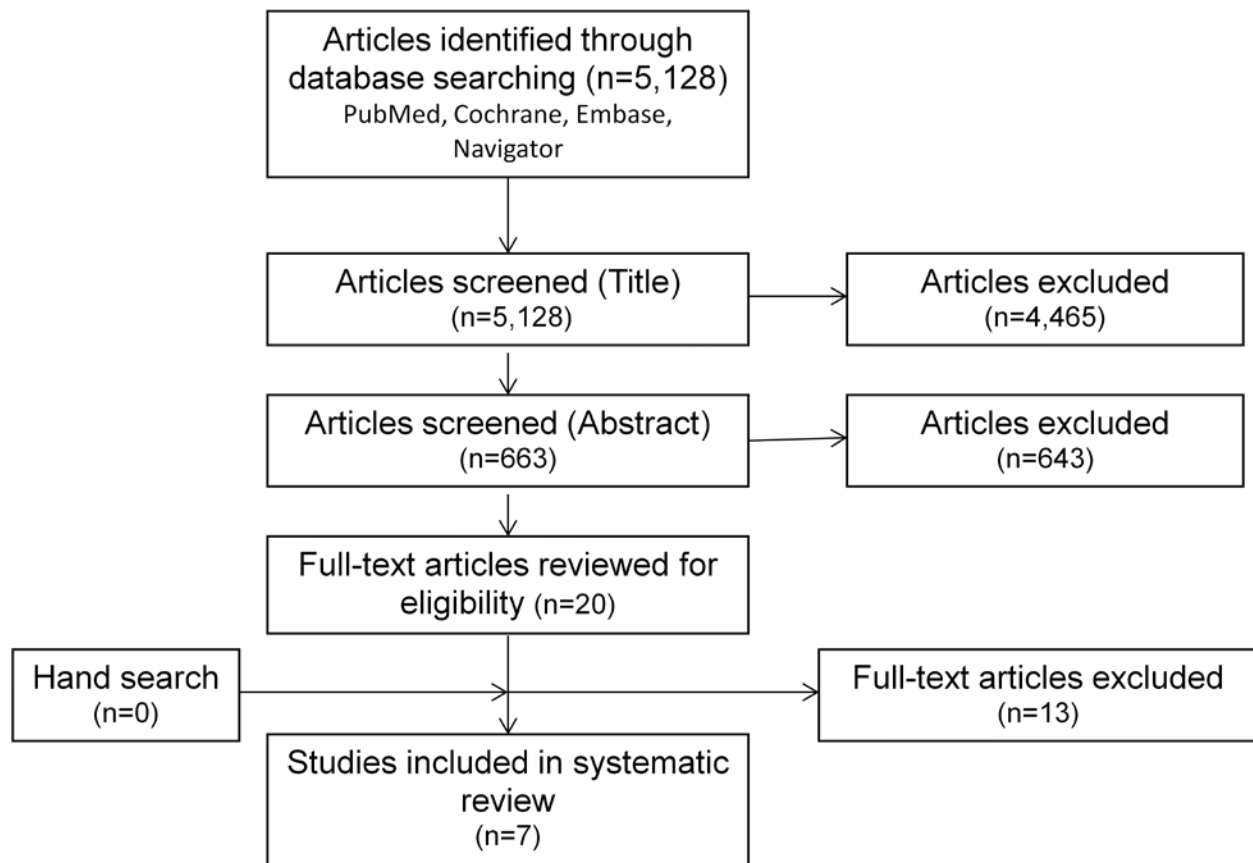 Articles identified through
database searching (n=5,128)
PubMed, Cochrane, Embase,
Navigator
Articles screened (Title)
(n=5,128)
Articles excluded
(n=4,465)
Articles screened (Abstract)
(n=663)
Articles excluded
(n=643)
Full-text articles reviewed for
eligibility (n=20)
Hand search
(n=0)
Full-text articles excluded
(n=13)
Studies included in systematic
review
(n=7)